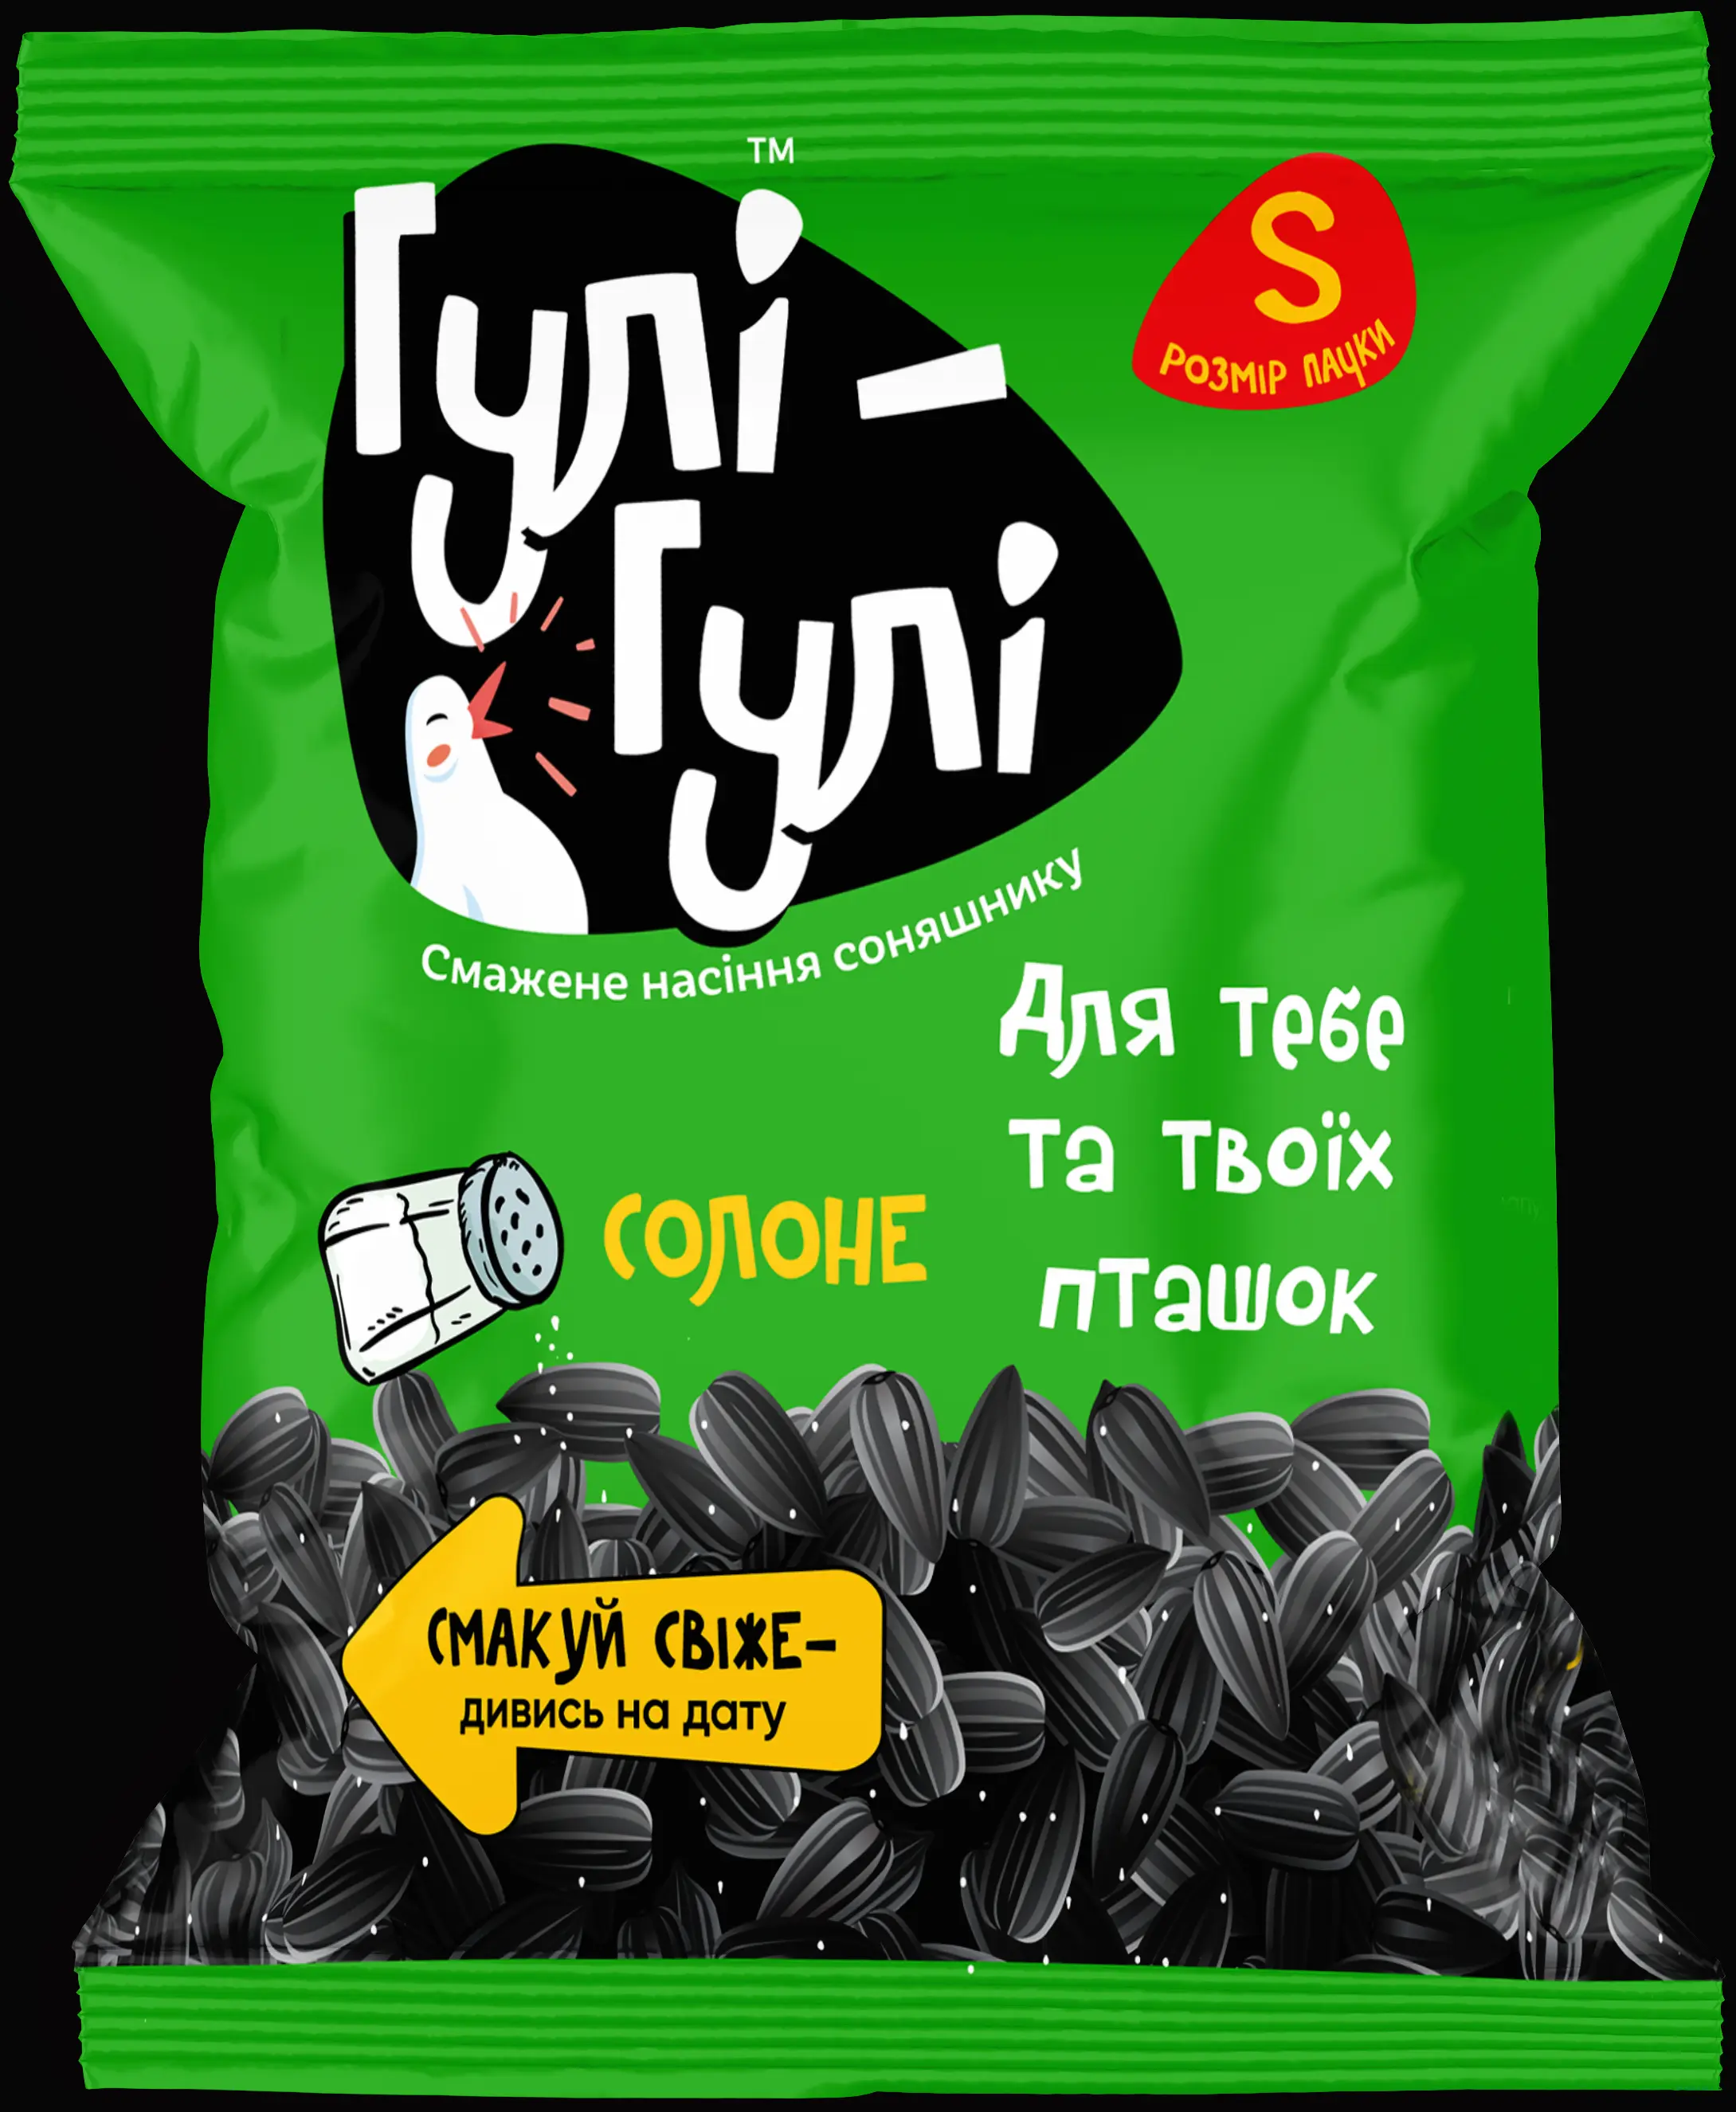 ТМ
Гулі–
Гулі
S
РОЗМІР ПАЧКИ
Смажене насіння соняшнику
Для тебе
та твоїх
пташок
СОЛОНЕ
СМАКУЙ СВІЖЕ–
дивись на дату